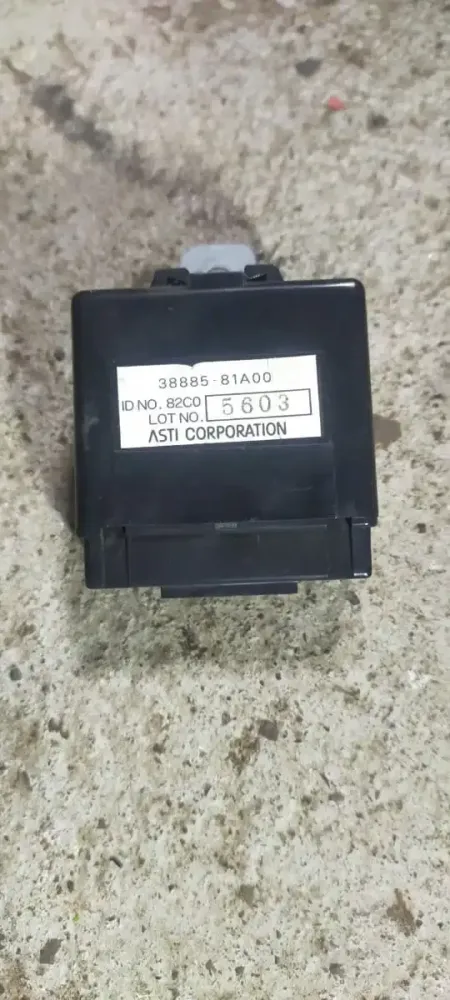 38885-81A00
ID NO. 82C0
LOT NO. 5603
ASTI CORPORATION